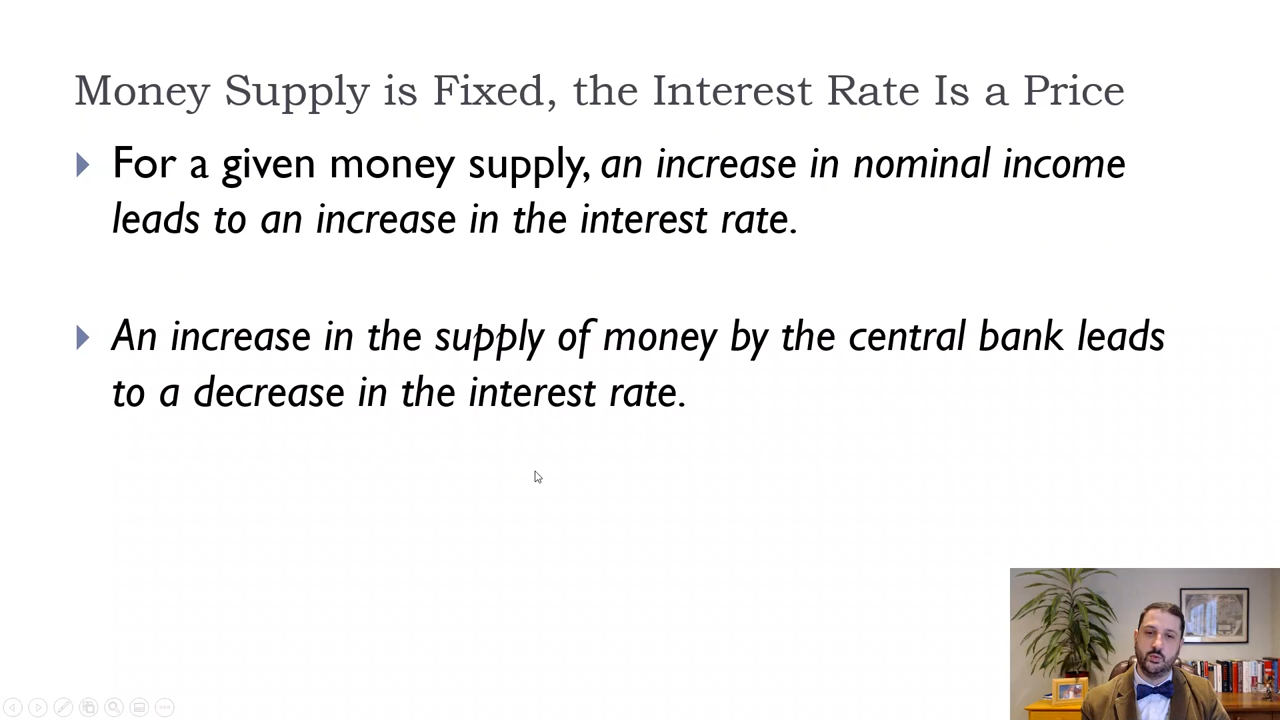 Money Supply is Fixed, the Interest Rate Is a Price
For a given money supply, an increase in nominal income
leads to an increase in the interest rate.
An increase in the supply of money by the central bank leads
to a decrease in the interest rate.